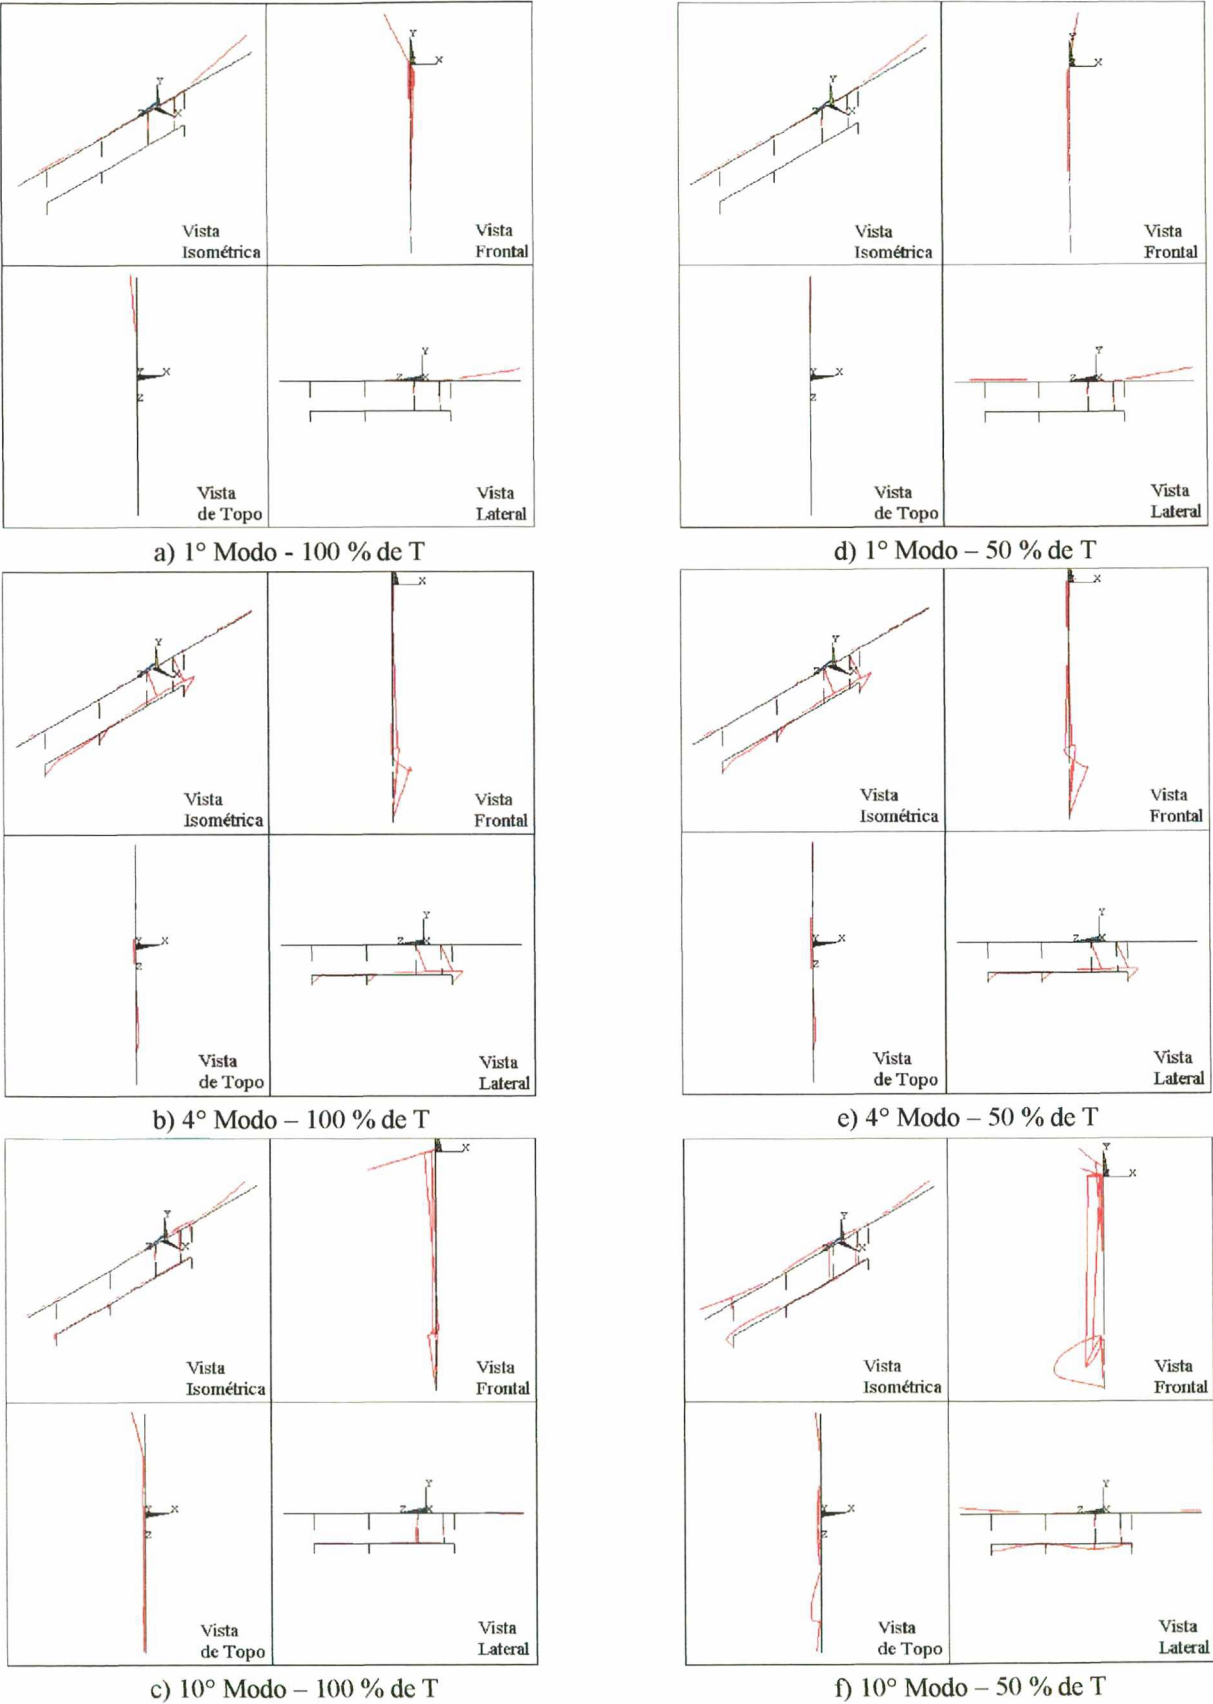 Y
X
Z
X
Vista
Isométrica
Y
X
Vista
Frontal
Y
X
Z
Vista
de Topo
Y
Z
X
Vista
Lateral
a) 1° Modo - 100 % de T
Y
Z
X
Vista
Isométrica
Y
Z
X
Vista
Frontal
Y
X
Z
Vista
de Topo
Y
Z
X
Vista
Lateral
d) 1° Modo – 50 % de T
Y
Z
X
Vista
Isométrica
X
Vista
Frontal
Y
X
Z
Vista
de Topo
Y
Z
X
Vista
Lateral
b) 4° Modo – 100 % de T
Y
Z
X
Vista
Isométrica
X
Vista
Frontal
Y
X
Z
Vista
de Topo
Y
Z
X
Vista
Lateral
e) 4° Modo – 50 % de T
Y
Z
X
Vista
Isométrica
X
Vista
Frontal
Y
X
Z
Vista
de Topo
Y
Z
X
Vista
Lateral
c) 10° Modo – 100 % de T
Y
Z
X
Vista
Isométrica
Y
Z
X
Vista
Frontal
Y
X
Z
Vista
de Topo
Y
Z
X
Vista
Lateral
f) 10° Modo – 50 % de T